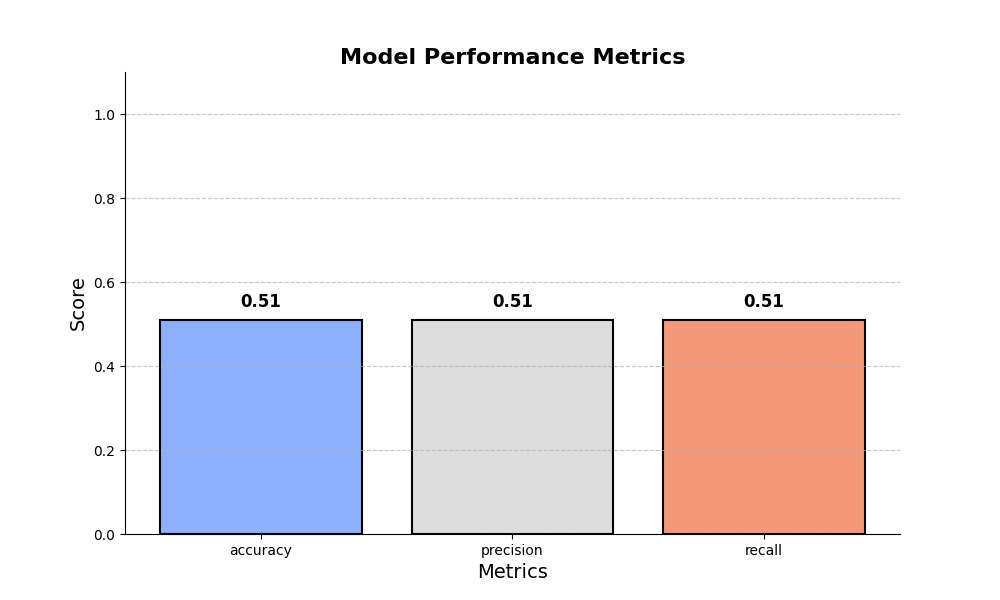 Model Performance Metrics
1.0
0.8
0.6
0.4
0.2
0.0
Score
0.51 0.51 0.51
accuracy precision recall
Metrics